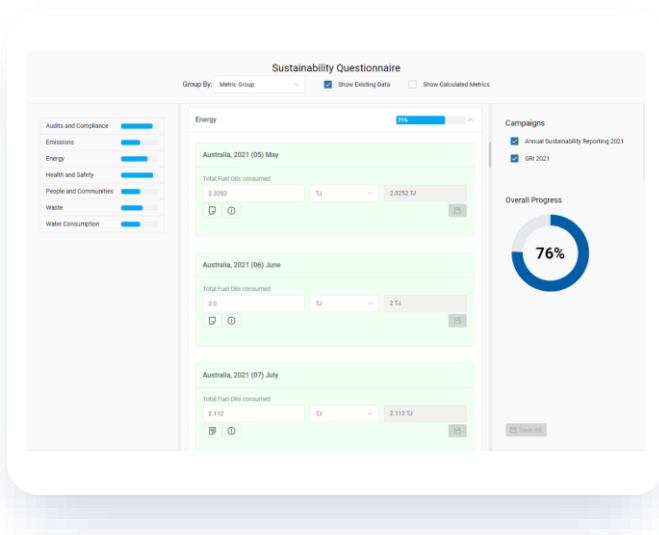 Sustainability Questionnaire
Group By: Metric Group Show Existing Data Show Calculated Metrics
Audits and Compliance
Emissions
Energy
Health and Safety
People and Communities
Waste
Water Consumption
Energy 71%
Australia, 2021 (05) May
Total Fuel Oils consumed
2.3252 TJ 2.3252 TJ
Australia, 2021 (06) June
Total Fuel Oils consumed
2.0 TJ 2 TJ
Australia, 2021 (07) July
Total Fuel Oils consumed
2.112 TJ 2.112 TJ
Campaigns
Annual Sustainability Reporting 2021
GRI 2021
Overall Progress
76%
Save All